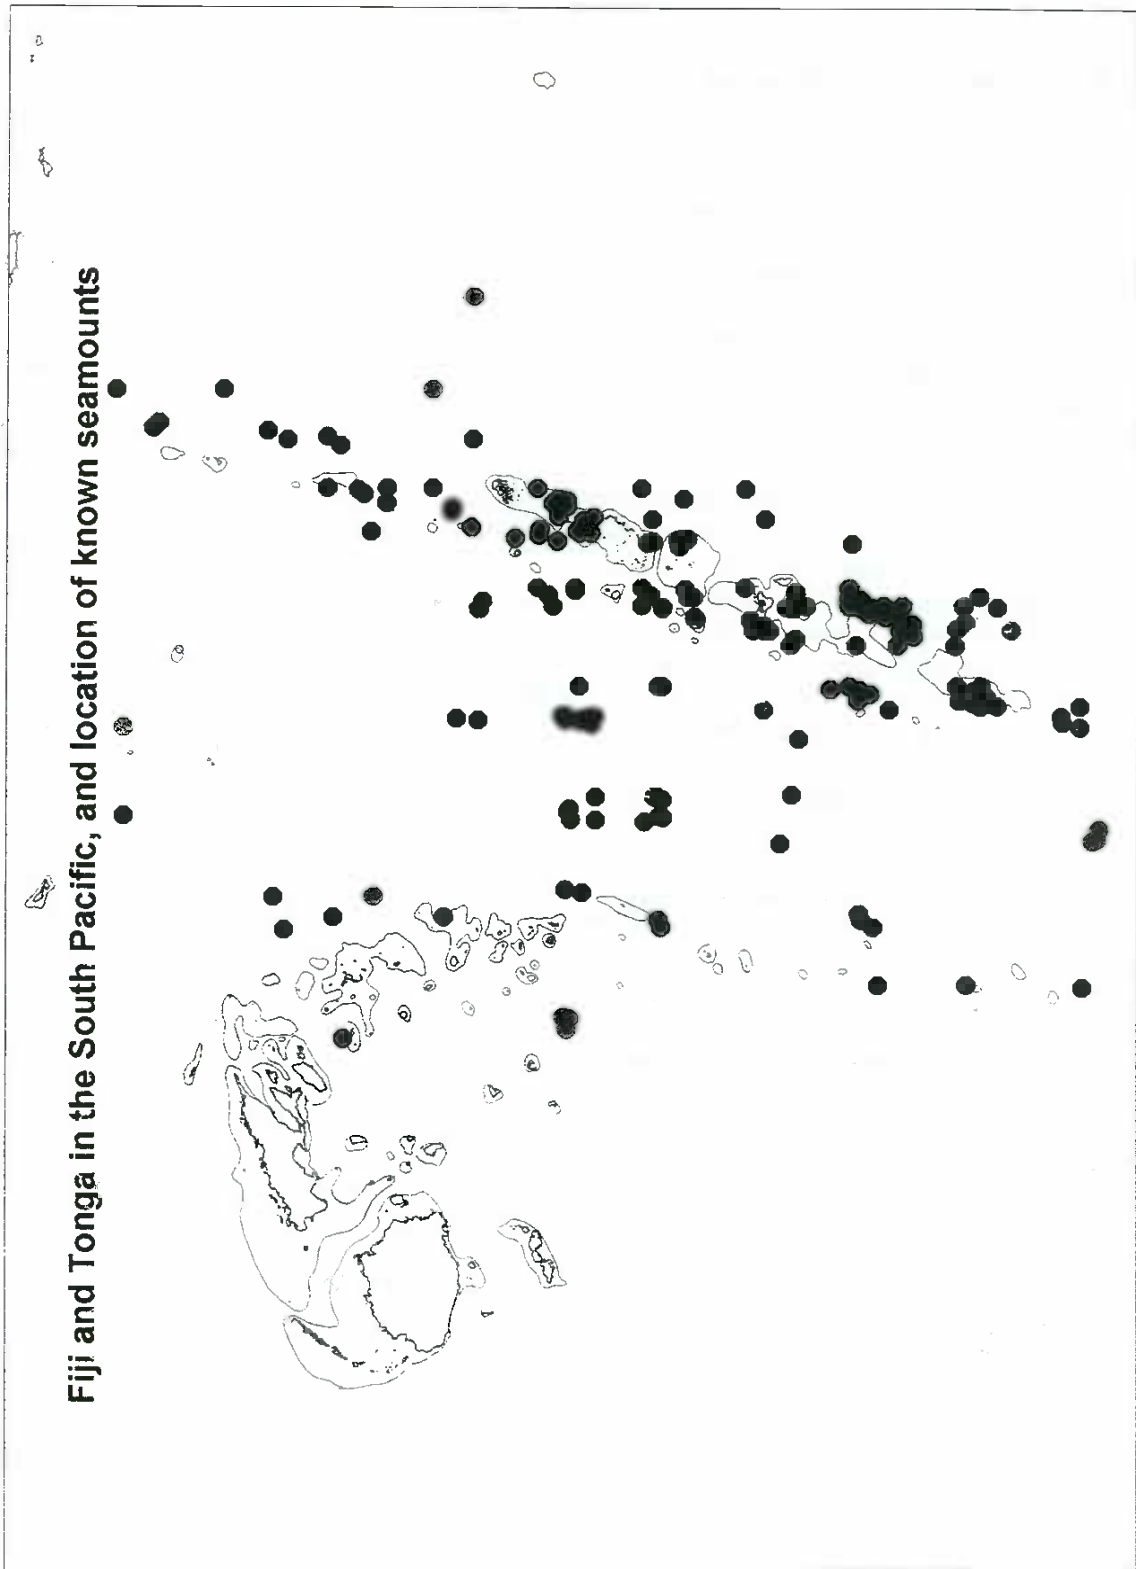 Fiji and Tonga in the South Pacific, and location of known seamounts